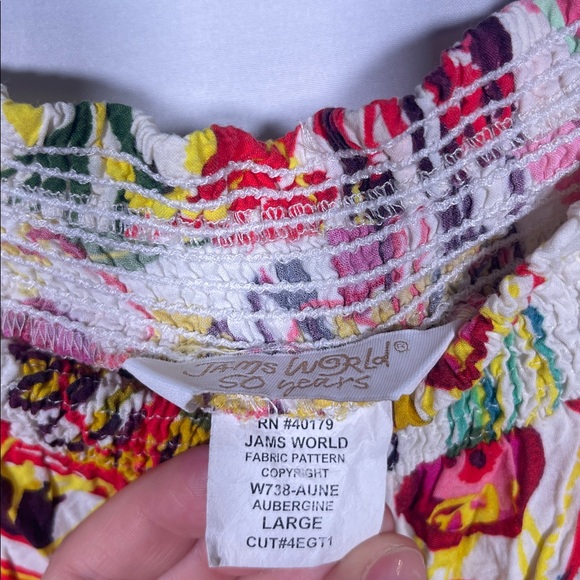 JAMS WORLD®
50 years
RN #40179
JAMS WORLD
FABRIC PATTERN
COPYRIGHT
W738-AUNE
AUBERGINE
LARGE
CUT#4EGT1